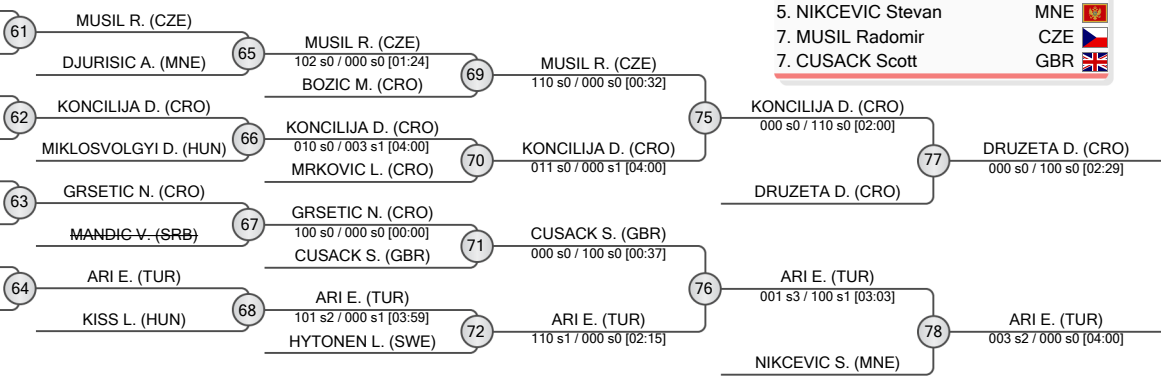 5. NIKCEVIC Stevan MNE
7. MUSIL Radomir CZE
7. CUSACK Scott GBR
61
MUSIL R. (CZE)
DJURISIC A. (MNE)
65
MUSIL R. (CZE)
102 s0 / 000 s0 [01:24]
BOZIC M. (CRO)
69
MUSIL R. (CZE)
110 s0 / 000 s0 [00:32]
62
KONCILIJA D. (CRO)
MIKLOSVOLGYI D. (HUN)
66
KONCILIJA D. (CRO)
010 s0 / 003 s1 [04:00]
MRKOVIC L. (CRO)
70
KONCILIJA D. (CRO)
011 s0 / 000 s1 [04:00]
75
KONCILIJA D. (CRO)
000 s0 / 110 s0 [02:00]
DRUZETA D. (CRO)
77
DRUZETA D. (CRO)
000 s0 / 100 s0 [02:29]
63
GRSETIC N. (CRO)
MANDIC V. (SRB)
67
GRSETIC N. (CRO)
100 s0 / 000 s0 [00:00]
CUSACK S. (GBR)
71
CUSACK S. (GBR)
000 s0 / 100 s0 [00:37]
64
ARI E. (TUR)
KISS L. (HUN)
68
ARI E. (TUR)
101 s2 / 000 s1 [03:59]
HYTONEN L. (SWE)
72
ARI E. (TUR)
110 s1 / 000 s0 [02:15]
76
ARI E. (TUR)
001 s3 / 100 s1 [03:03]
NIKCEVIC S. (MNE)
78
ARI E. (TUR)
003 s2 / 000 s0 [04:00]